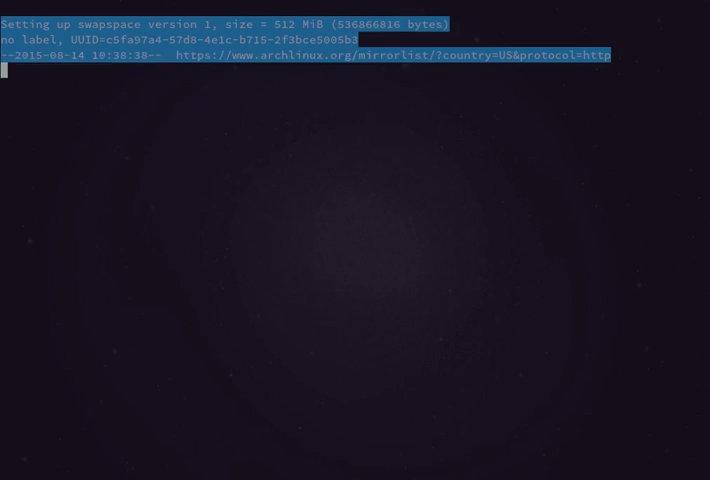 Setting up swapspace version 1, size = 512 MiB (536866816 bytes)
no label, UUID=c5fa97a4-57d8-4e1c-b715-2f3bce5005b3
--2015-08-14 10:38:38--  https://www.archlinux.org/mirrorlist/?country=US&protocol=http